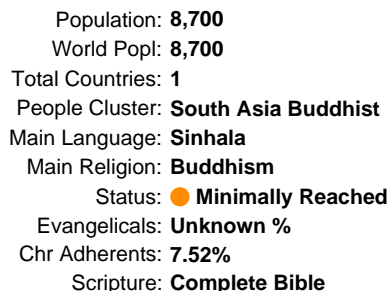 Population: 8,700
World Popl: 8,700
Total Countries: 1
People Cluster: South Asia Buddhist
Main Language: Sinhala
Main Religion: Buddhism
Status: Minimally Reached
Evangelicals: Unknown %
Chr Adherents: 7.52%
Scripture: Complete Bible